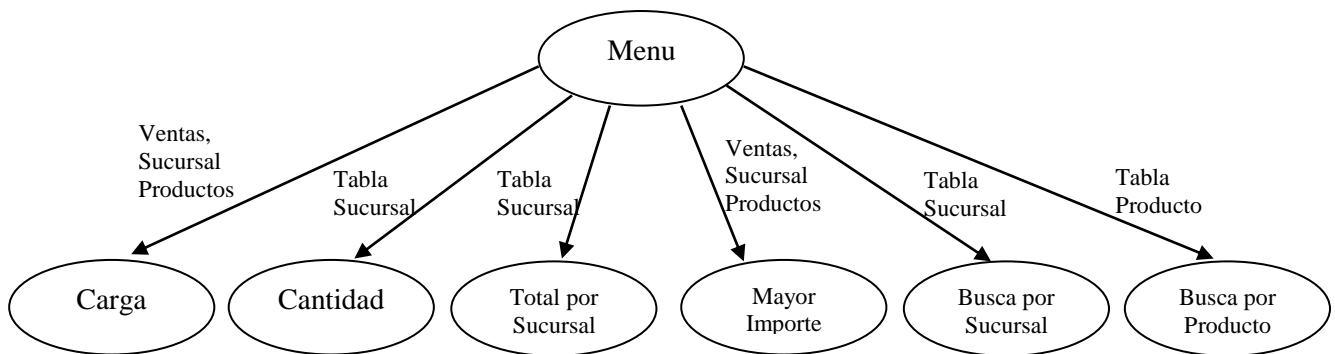 Menu
Ventas,
Sucursal
Productos
Tabla
Sucursal
Tabla
Sucursal
Ventas,
Sucursal
Productos
Tabla
Sucursal
Tabla
Producto
Carga
Cantidad
Total por
Sucursal
Mayor
Importe
Busca por
Sucursal
Busca por
Producto